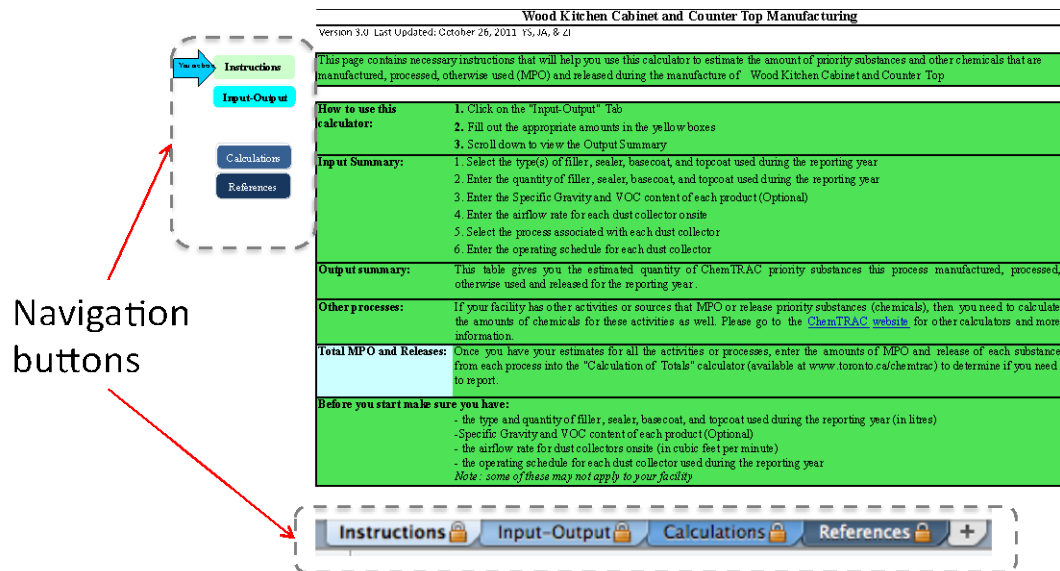 Wood Kitchen Cabinet and Counter Top Manufacturing
Version 3.0 Last Updated: October 26, 2011 YS, JA, & ZI
This page contains necessary instructions that will help you use this calculator to estimate the amount of priority substances and other chemicals that are
manufactured, processed, otherwise used (MPO) and released during the manufacture of Wood Kitchen Cabinet and Counter Top
You are here
Instructions
Input-Output
Calculations
References
Navigation
buttons
How to use this
calculator:
1. Click on the "Input-Output" Tab
2. Fill out the appropriate amounts in the yellow boxes
3. Scroll down to view the Output Summary
Input Summary:
1. Select the type(s) of filler, sealer, basecoat, and topcoat used during the reporting year
2. Enter the quantity of filler, sealer, basecoat, and topcoat used during the reporting year
3. Enter the Specific Gravity and VOC content of each product (Optional)
4. Enter the airflow rate for each dust collector onsite
5. Select the process associated with each dust collector
6. Enter the operating schedule for each dust collector
Output summary:
This table gives you the estimated quantity of ChemTRAC priority substances this process manufactured, processed,
otherwise used and released for the reporting year.
Other processes:
If your facility has other activities or sources that MPO or release priority substances (chemicals), then you need to calculate
the amounts of chemicals for these activities as well. Please go to the ChemTRAC website for other calculators and more
information.
Total MPO and Releases:
Once you have your estimates for all the activities or processes, enter the amounts of MPO and release of each substance
from each process into the "Calculation of Totals" calculator (available at www.toronto.ca/chemtrac) to determine if you need
to report.
Before you start make sure you have:
- the type and quantity of filler, sealer, basecoat, and topcoat used during the reporting year (in litres)
-Specific Gravity and VOC content of each product (Optional)
- the airflow rate for dust collectors onsite (in cubic feet per minute)
- the operating schedule for each dust collector used during the reporting year
Note: some of these may not apply to your facility
Instructions Input-Output Calculations References +